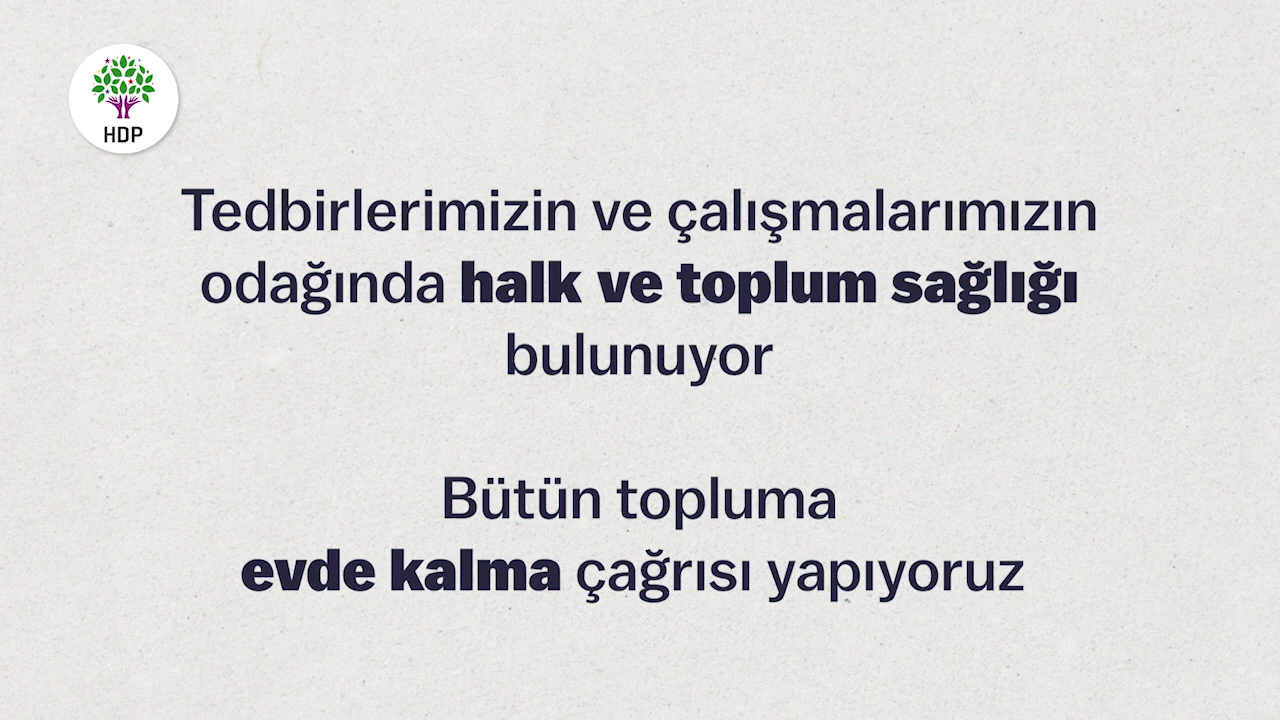 HDP
Tedbirlerimizin ve çalışmalarımızın
odağında halk ve toplum sağlığı
bulunuyor
Bütün topluma
evde kalma çağrısı yapıyoruz